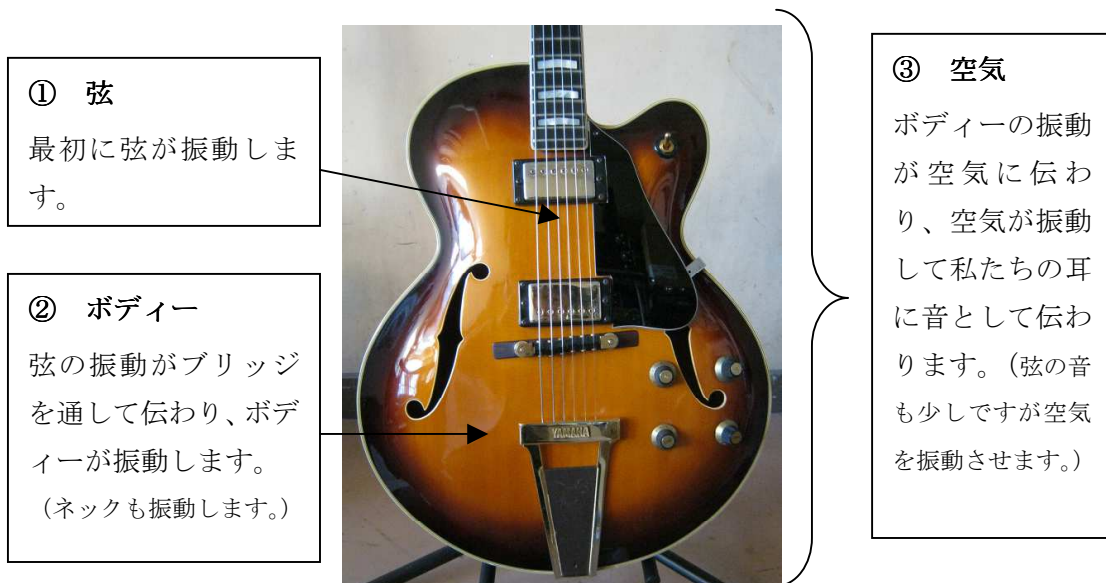 ① 弦
最初に弦が振動しま
す。
② ボディー
弦の振動がブリッジ
を通して伝わり、ボデ
ィーが振動します。
（ネックも振動します。）
YAMAHA
③ 空気
ボディーの振動
が空気に伝わ
り、空気が振動
して私たちの耳
に音として伝わ
ります。（弦の音
も少しですが空気
を振動させます。）